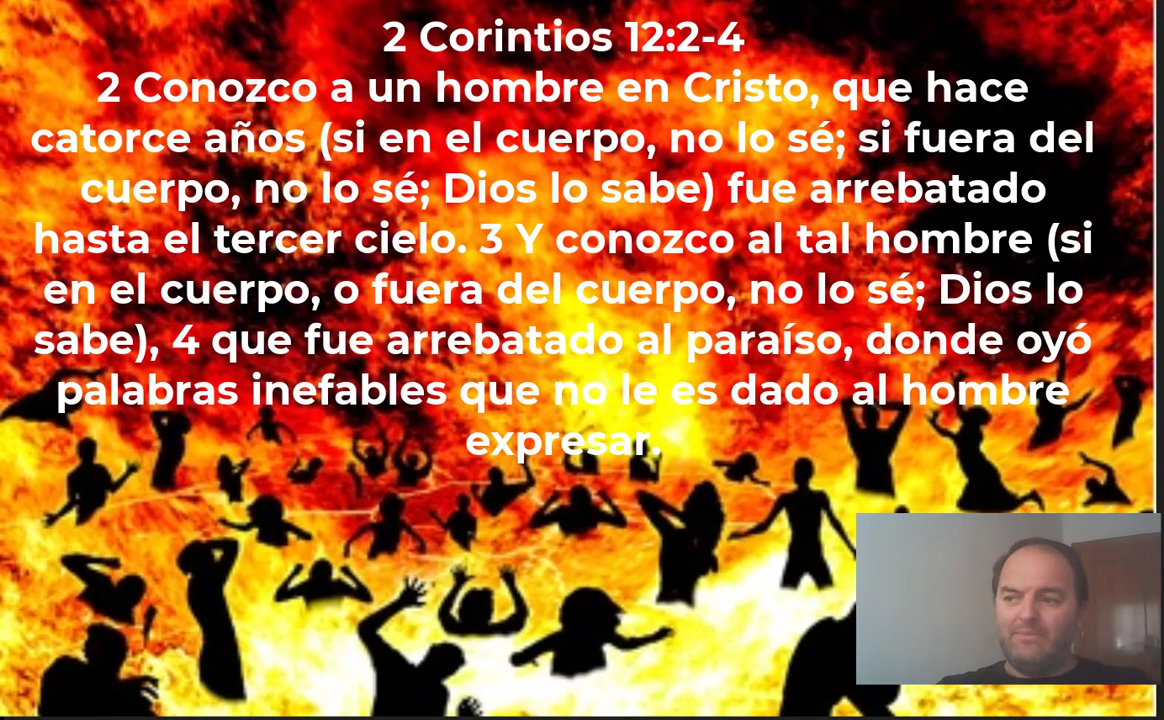 2 Corintios 12:2-4
2 Conozco a un hombre en Cristo, que hace
catorce años (si en el cuerpo, no lo sé; si fuera del
cuerpo, no lo sé; Dios lo sabe) fue arrebatado
hasta el tercer cielo. 3 Y conozco al tal hombre (si
en el cuerpo, o fuera del cuerpo, no lo sé; Dios lo
sabe), 4 que fue arrebatado al paraíso, donde oyó
palabras inefables que no le es dado al hombre
expresar.